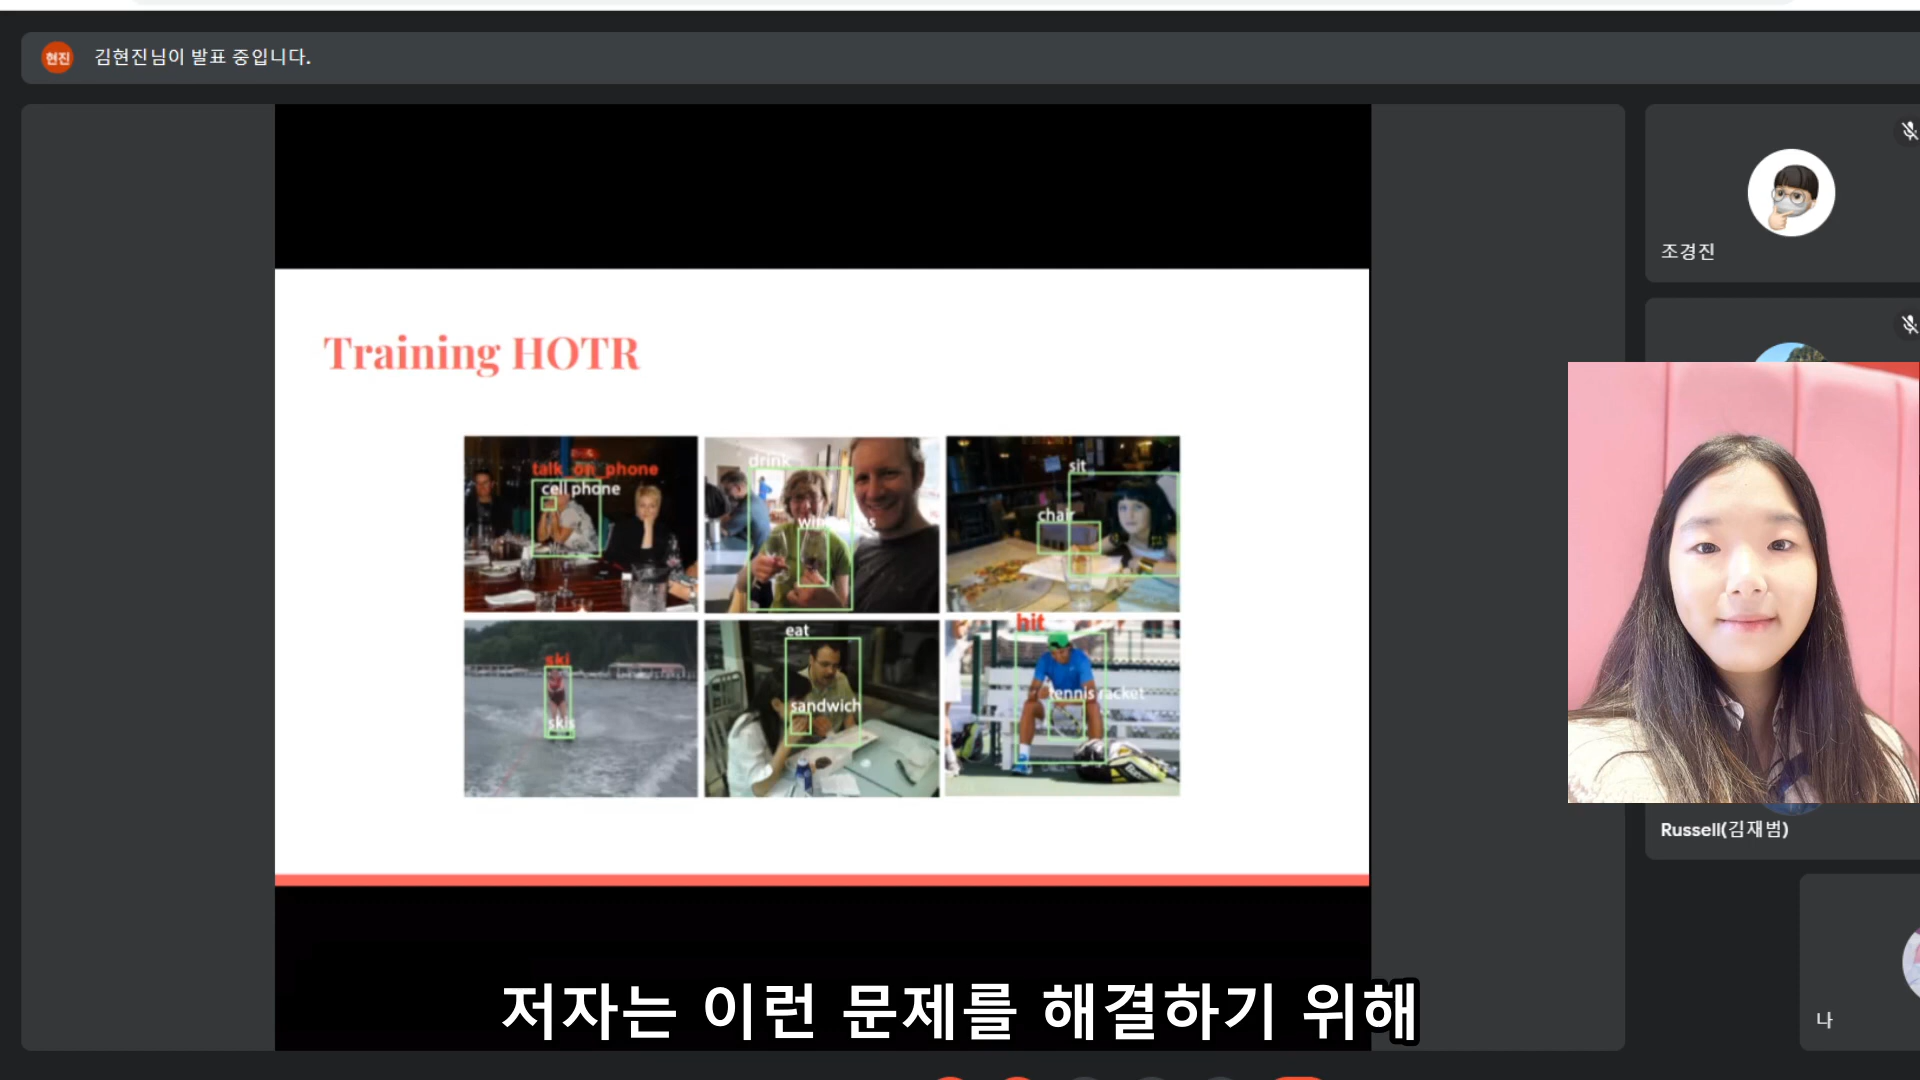 현진 김현진님이 발표 중입니다.
조경진
Training HOTR
talk_on_phone
cell phone
drink
sit
chair
ski
skis
eat
sandwich
hit
tennis racket
Russell(김재범)
나
저자는 이런 문제를 해결하기 위해